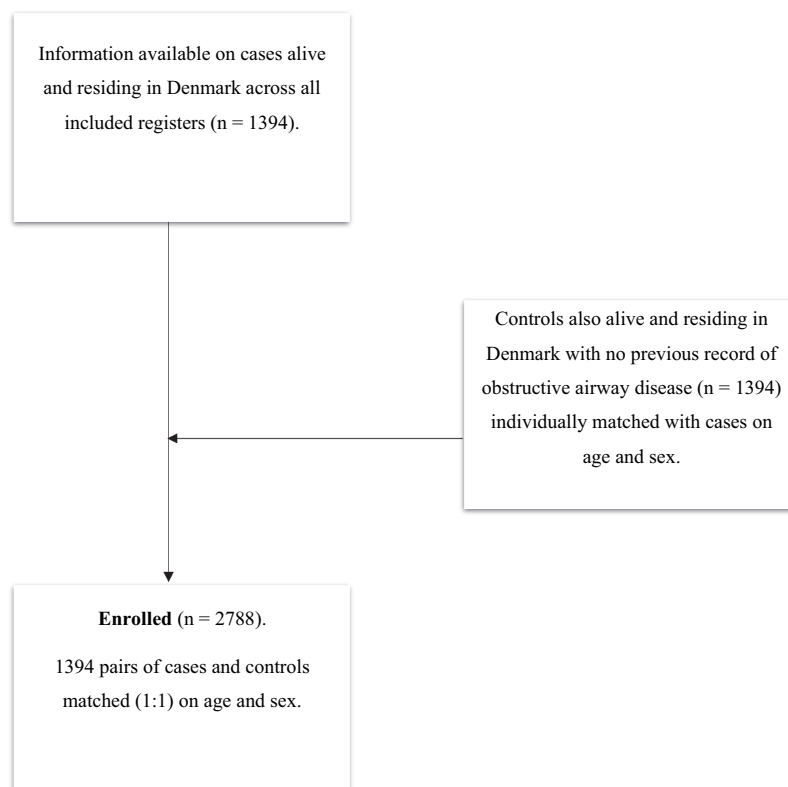 Information available on cases alive
and residing in Denmark across all
included registers (n = 1394).
Controls also alive and residing in
Denmark with no previous record of
obstructive airway disease (n = 1394)
individually matched with cases on
age and sex.
Enrolled (n = 2788).
1394 pairs of cases and controls
matched (1:1) on age and sex.